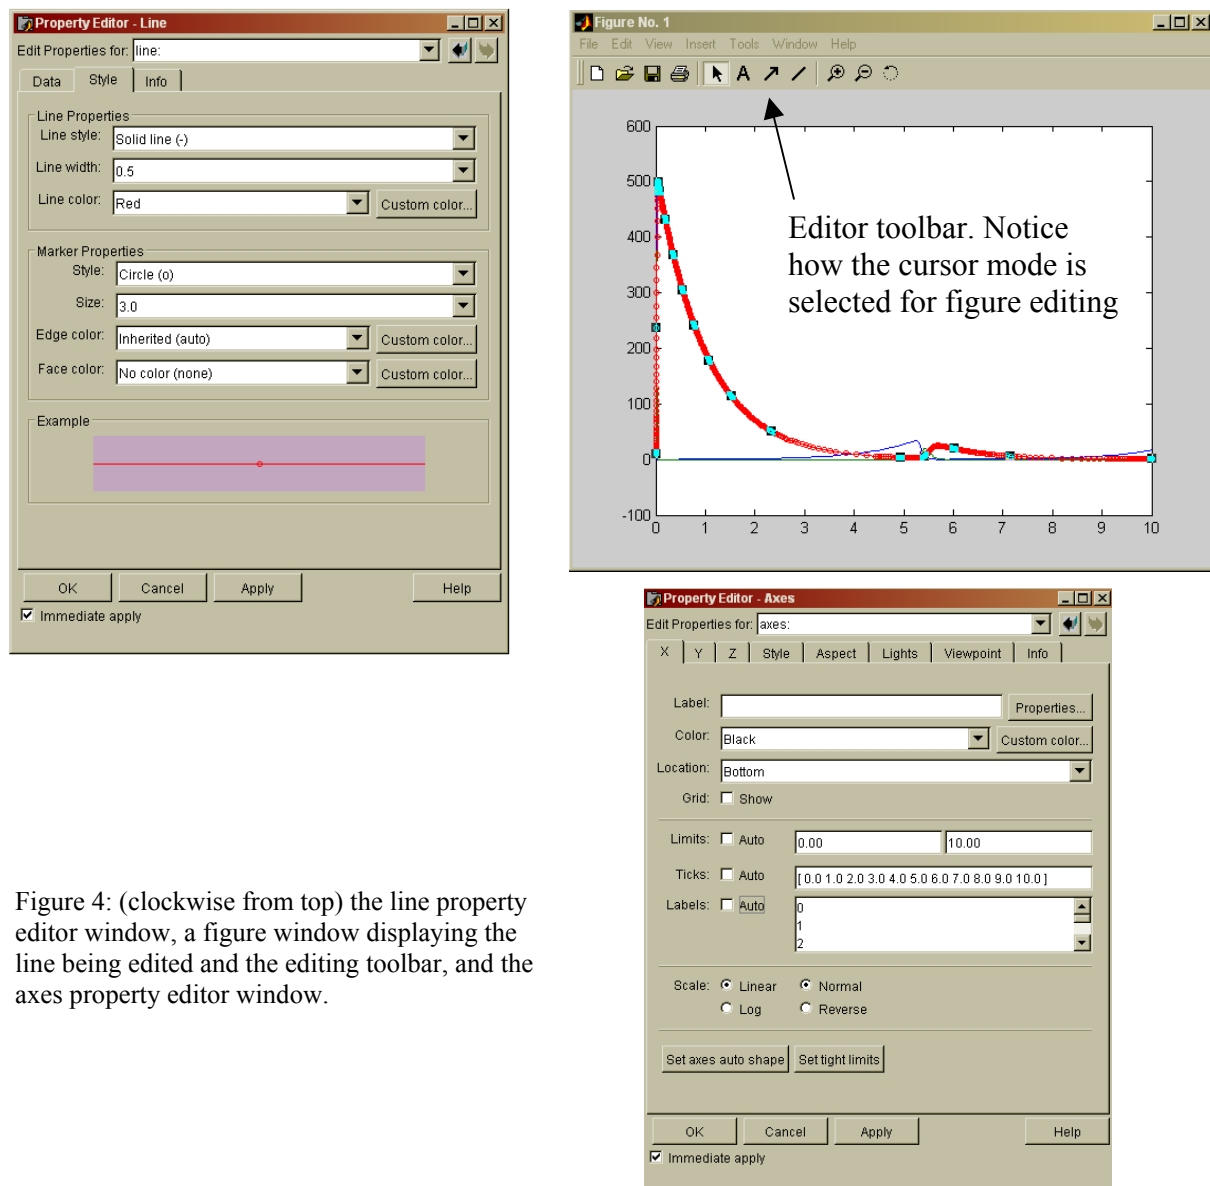 Property Editor - Line
Edit Properties for: line:
Data Style Info
Line Properties
Line style: Solid line (-)
Line width: 0.5
Line color: Red Custom color...
Marker Properties
Style: Circle (o)
Size: 3.0
Edge color: Inherited (auto) Custom color...
Face color: No color (none) Custom color...
Example
OK Cancel Apply Help
Immediate apply
Figure No. 1
File Edit View Insert Tools Window Help
A
600
500
400
300
200
100
0
-100
0 1 2 3 4 5 6 7 8 9 10
Editor toolbar. Notice
how the cursor mode is
selected for figure editing
Property Editor - Axes
Edit Properties for: axes:
X Y Z Style Aspect Lights Viewpoint Info
Label: Properties...
Color: Black Custom color...
Location: Bottom
Grid: Show
Limits: Auto 0.00 10.00
Ticks: Auto [ 0.0 1.0 2.0 3.0 4.0 5.0 6.0 7.0 8.0 9.0 10.0 ]
Labels: Auto 0
1
2
Scale: Linear Normal
Log Reverse
Set axes auto shape Set tight limits
OK Cancel Apply Help
Immediate apply
Figure 4: (clockwise from top) the line property
editor window, a figure window displaying the
line being edited and the editing toolbar, and the
axes property editor window.